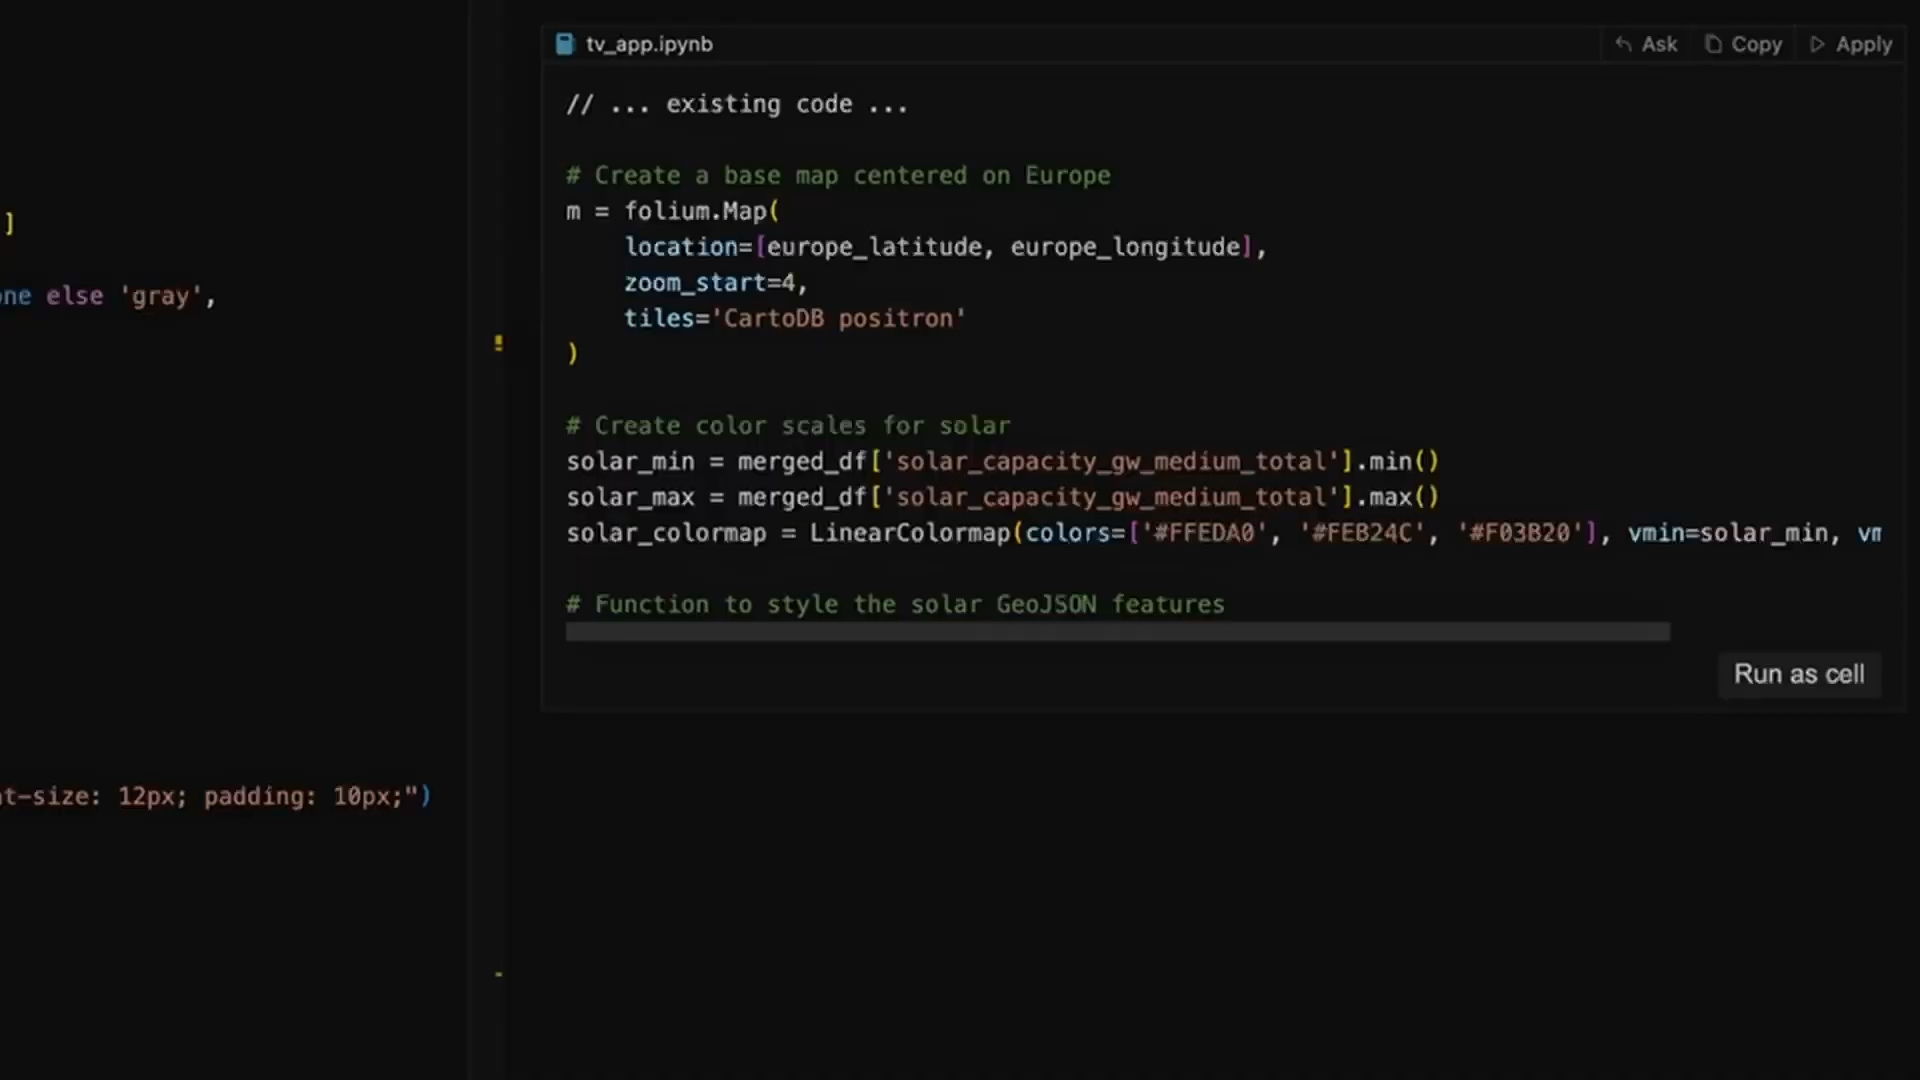 tv_app.ipynb
Ask Copy Apply
// ... existing code ...
# Create a base map centered on Europe
m = folium.Map(
location=[europe_latitude, europe_longitude],
zoom_start=4,
tiles='CartoDB positron'
)
# Create color scales for solar
solar_min = merged_df['solar_capacity_gw_medium_total'].min()
solar_max = merged_df['solar_capacity_gw_medium_total'].max()
solar_colormap = LinearColormap(colors=['#FFEDA0', '#FEB24C', '#F03B20'], vmin=solar_min, vm
# Function to style the solar GeoJSON features
Run as cell
]
ne else 'gray',
t-size: 12px; padding: 10px;")